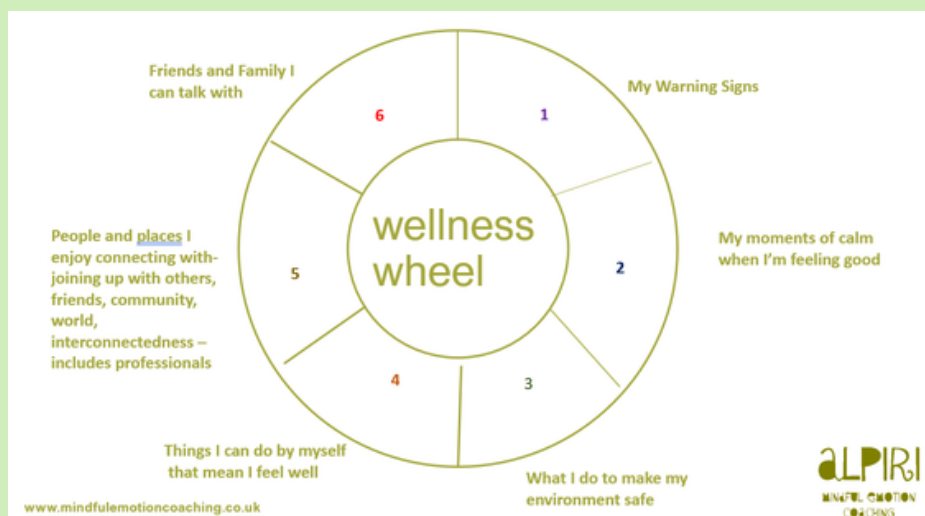 Friends and Family I
can talk with
6
1
My Warning Signs
wellness
wheel
People and places I
enjoy connecting with-
joining up with others,
friends, community,
world,
interconnectedness –
includes professionals
5
2
My moments of calm
when I'm feeling good
4
3
Things I can do by myself
that mean I feel well
What I do to make my
environment safe
www.mindfulemotioncoaching.co.uk
aLPIRI
MINDFUL EMOTION
COACHING